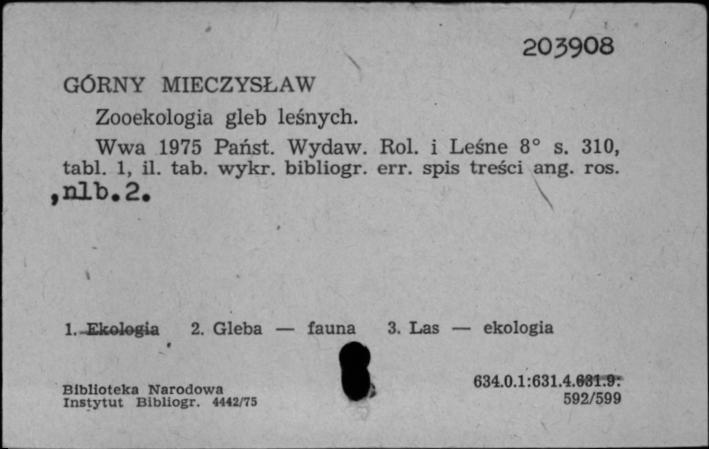 203908
GÓRNY MIECZYSŁAW
Zooekologia gleb leśnych.
Wwa 1975 Państ. Wydaw. Rol. i Leśne 8° s. 310,
tabl. 1, il. tab. wykr. bibliogr. err. spis treści ang. ros.
,nlb.2.
1. Ekologia 2. Gleba — fauna 3. Las — ekologia
634.0.1:631.4.631.9:
592/599
Biblioteka Narodowa
Instytut Bibliogr. 4442/75